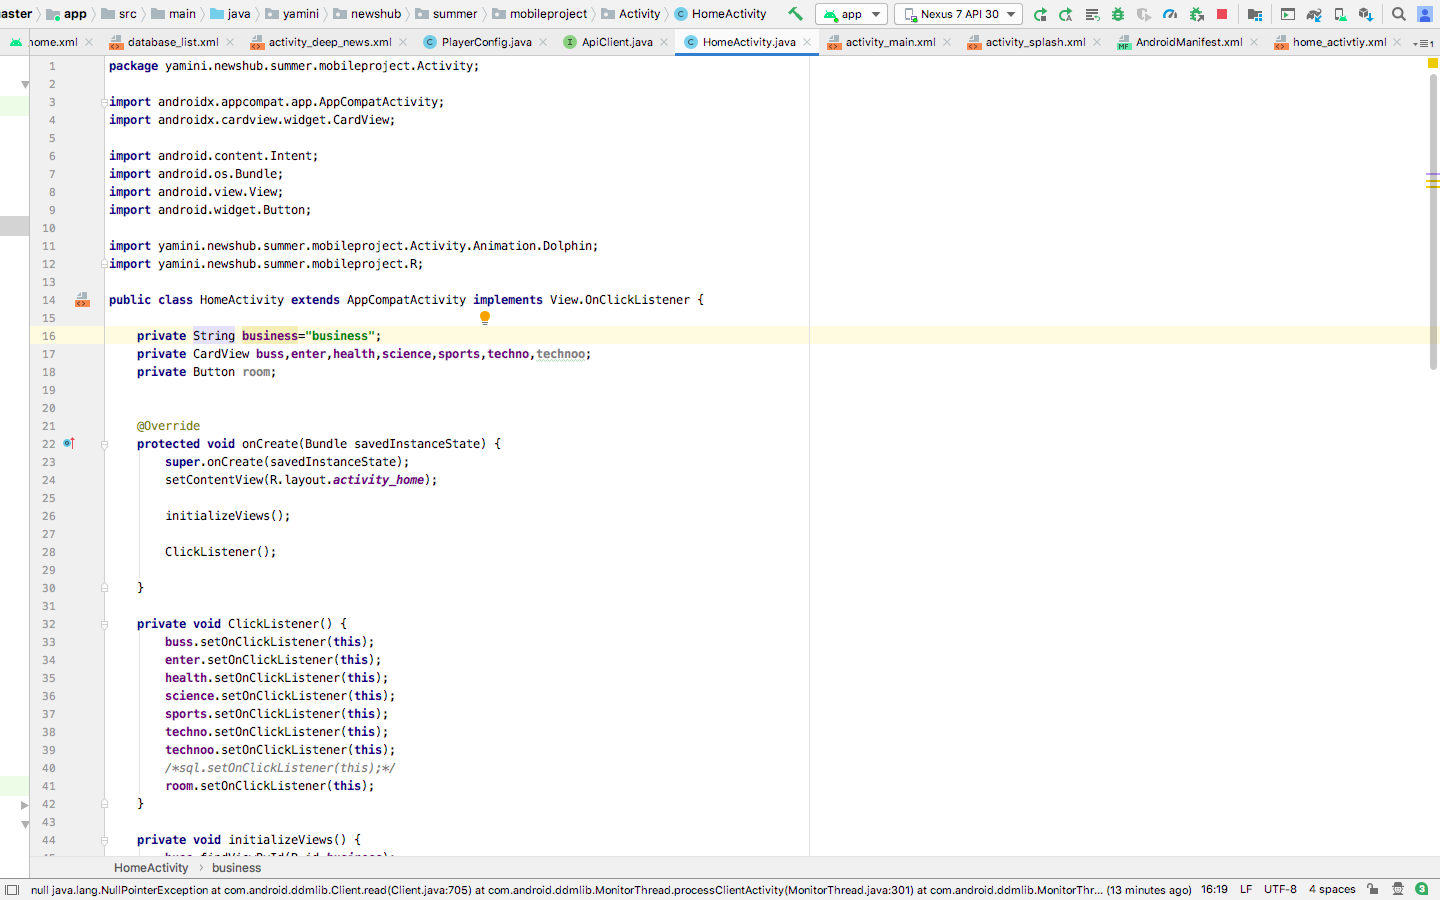 aster app src main java yamini newshub summer mobileproject Activity HomeActivity app Nexus 7 API 30
home.xml database_list.xml activity_deep_news.xml PlayerConfig.java ApiClient.java HomeActivity.java activity_main.xml activity_splash.xml AndroidManifest.xml home_activtiy.xml
1 package yamini.newshub.summer.mobileproject.Activity;
2
3 import androidx.appcompat.app.AppCompatActivity;
4 import androidx.cardview.widget.CardView;
5
6 import android.content.Intent;
7 import android.os.Bundle;
8 import android.view.View;
9 import android.widget.Button;
10
11 import yamini.newshub.summer.mobileproject.Activity.Animation.Dolphin;
12 import yamini.newshub.summer.mobileproject.R;
13
14 public class HomeActivity extends AppCompatActivity implements View.OnClickListener {
15
16 private String business="business";
17 private CardView buss,enter,health,science,sports,techno,technoo;
18 private Button room;
19
20
21 @Override
22 protected void onCreate(Bundle savedInstanceState) {
23 super.onCreate(savedInstanceState);
24 setContentView(R.layout.activity_home);
25
26 initializeViews();
27
28 ClickListener();
29
30 }
31
32 private void ClickListener() {
33 buss.setOnClickListener(this);
34 enter.setOnClickListener(this);
35 health.setOnClickListener(this);
36 science.setOnClickListener(this);
37 sports.setOnClickListener(this);
38 techno.setOnClickListener(this);
39 technoo.setOnClickListener(this);
40 /*sql.setOnClickListener(this);*/
41 room.setOnClickListener(this);
42 }
43
44 private void initializeViews() {
HomeActivity business
null java.lang.NullPointerException at com.android.ddmlib.Client.read(Client.java:705) at com.android.ddmlib.MonitorThread.processClientActivity(MonitorThread.java:301) at com.android.ddmlib.MonitorThr... (13 minutes ago) 16:19 LF UTF-8 4 spaces 3